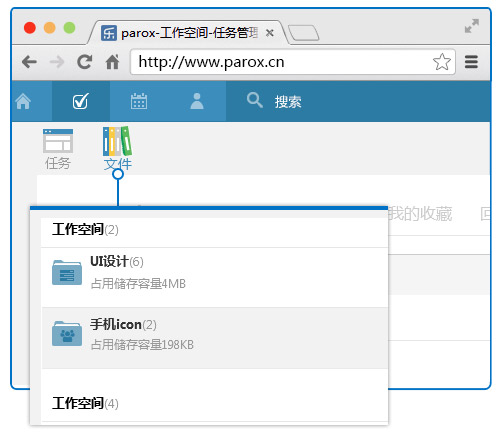 parox-工作空间-任务管理
http://www.parox.cn
搜索
任务
文件
我的收藏
回
工作空间(2)
UI设计(6)
占用储存容量4MB
手机icon(2)
占用储存容量198KB
工作空间(4)